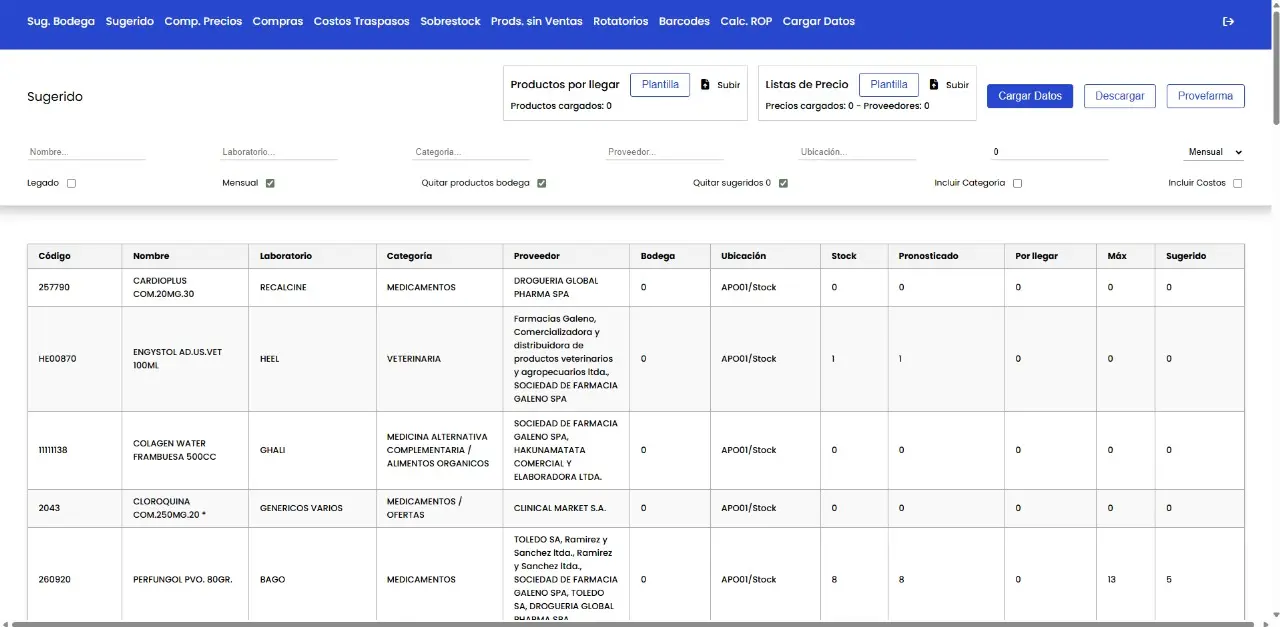 Sug. Bodega Sugerido Comp. Precios Compras Costos Traspasos Sobrestock Prods. sin Ventas Rotatorios Barcodes Calc. ROP Cargar Datos
Sugerido
Productos por llegar Plantilla Subir
Productos cargados: 0
Listas de Precio Plantilla Subir
Precios cargados: 0 - Proveedores: 0
Cargar Datos Descargar Provefarma
Nombre... Laboratorio... Categoria... Proveedor... Ubicación... 0 Mensual
Legado Mensual Quitar productos bodega Quitar sugeridos 0 Incluir Categoria Incluir Costos
Código Nombre Laboratorio Categoría Proveedor Bodega Ubicación Stock Pronosticado Por llegar Máx Sugerido
257790 CARDIOPLUS COM.20MG.30 RECALCINE MEDICAMENTOS DROGUERIA GLOBAL PHARMA SPA 0 APO01/Stock 0 0 0 0 0
HE00870 ENGYSTOL AD.US.VET 100ML HEEL VETERINARIA Farmacias Galeno, Comercializadora y distribuidora de productos veterinarios y agropecuarios ltda., SOCIEDAD DE FARMACIA GALENO SPA 0 APO01/Stock 1 1 0 0 0
11111138 COLAGEN WATER FRAMBUESA 500CC GHALI MEDICINA ALTERNATIVA COMPLEMENTARIA / ALIMENTOS ORGANICOS SOCIEDAD DE FARMACIA GALENO SPA, HAKUNAMATATA COMERCIAL Y ELABORADORA LTDA. 0 APO01/Stock 0 0 0 0 0
2043 CLOROQUINA COM.250MG.20 * GENERICOS VARIOS MEDICAMENTOS / OFERTAS CLINICAL MARKET S.A. 0 APO01/Stock 0 0 0 0 0
260920 PERFUNGOL PVO. 80GR. BAGO MEDICAMENTOS TOLEDO SA, Ramirez y Sanchez ltda., Ramirez y Sanchez ltda., SOCIEDAD DE FARMACIA GALENO SPA, TOLEDO SA, DROGUERIA GLOBAL PHARMA SPA 0 APO01/Stock 8 8 0 13 5